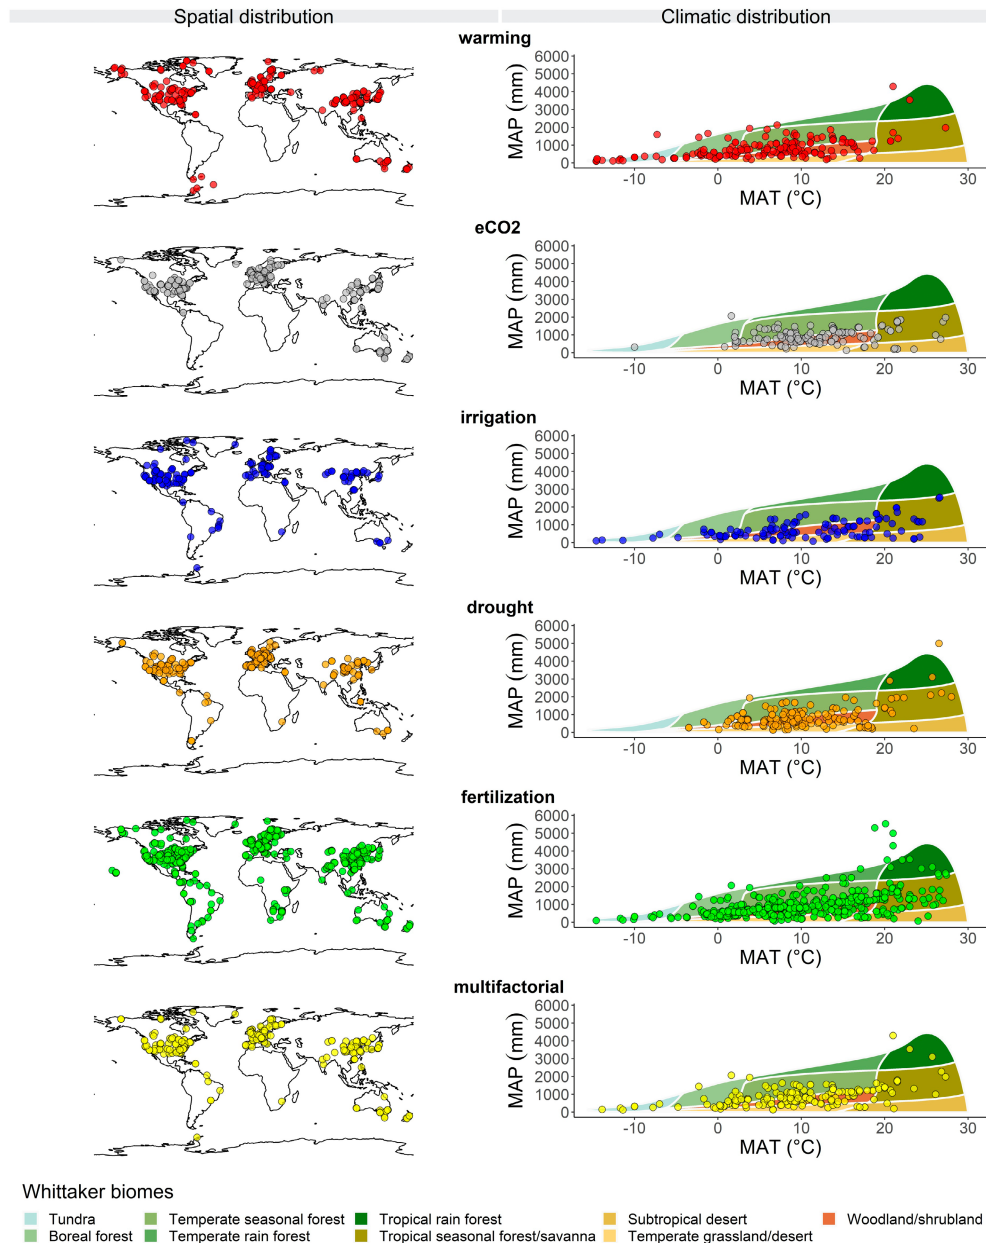 Spatial distribution
Climatic distribution
warming
MAP (mm)
6000
5000
4000
3000
2000
1000
0
-10 0 10 20 30
MAT (°C)
eCO2
MAP (mm)
6000
5000
4000
3000
2000
1000
0
-10 0 10 20 30
MAT (°C)
irrigation
MAP (mm)
6000
5000
4000
3000
2000
1000
0
-10 0 10 20 30
MAT (°C)
drought
MAP (mm)
6000
5000
4000
3000
2000
1000
0
-10 0 10 20 30
MAT (°C)
fertilization
MAP (mm)
6000
5000
4000
3000
2000
1000
0
-10 0 10 20 30
MAT (°C)
multifactorial
MAP (mm)
6000
5000
4000
3000
2000
1000
0
-10 0 10 20 30
MAT (°C)
Whittaker biomes
Tundra
Boreal forest
Temperate seasonal forest
Temperate rain forest
Tropical rain forest
Tropical seasonal forest/savanna
Subtropical desert
Temperate grassland/desert
Woodland/shrubland